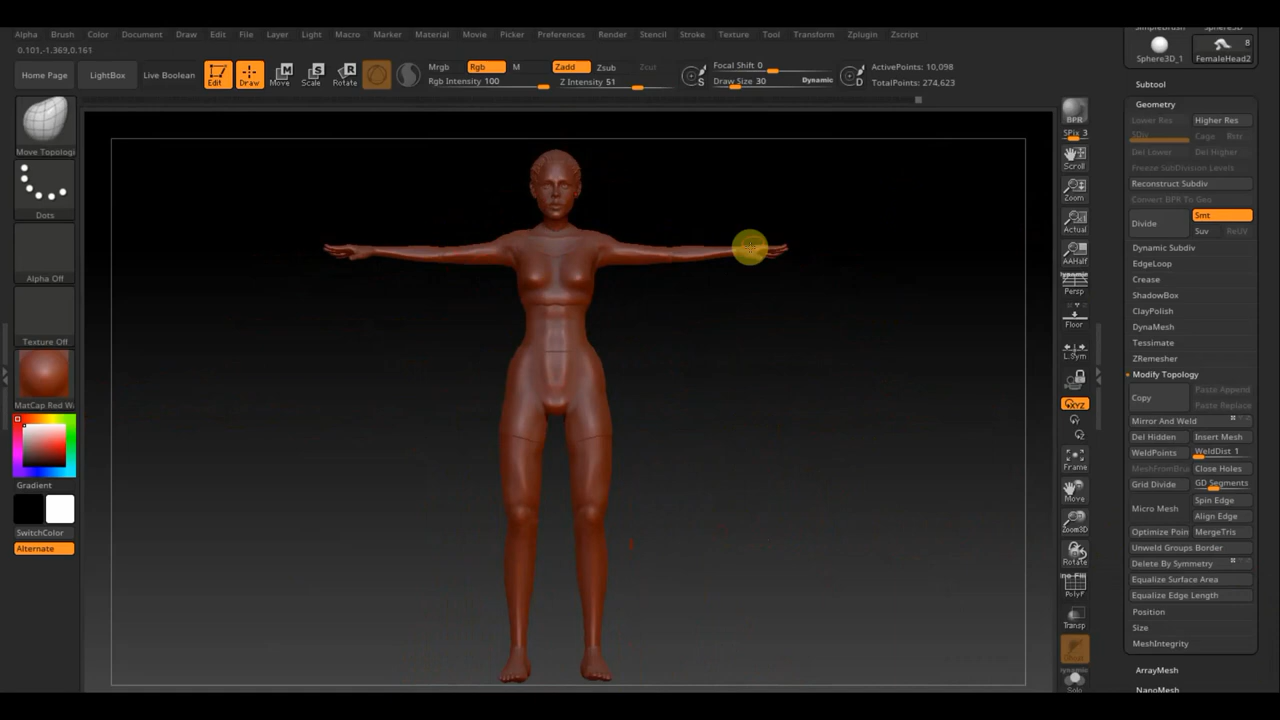 Alpha Brush Color Document Draw Edit File Layer Light Macro Marker Material Movie Picker Preferences Render Stencil Stroke Texture Tool Transform Zplugin Zscript
0.101,-1.369,0.161
Home Page LightBox Live Boolean Edit Draw Move Scale Rotate
Mrgb Rgb M Zadd Zsub Zcut
Rgb Intensity 100 Z Intensity 51
Focal Shift 0
Draw Size 30 Dynamic
ActivePoints: 10,098
TotalPoints: 274,623
S
D
Move Topologi
Dots
Alpha Off
Texture Off
MatCap Red Wa
Gradient
SwitchColor
Alternate
BPR
SPix 3
Scroll
Zoom
Actual
AAHalf
Dynamic
Persp
Floor
L.Sym
XYZ
Frame
Move
Zoom3D
Rotate
PolyF
Transp
Ghost
Dynamic
Solo
Sphere3D_1
8
FemaleHead2
Subtool
Geometry
Lower Res Higher Res
SDiv Cage Rstr
Del Lower Del Higher
Freeze SubDivision Levels
Reconstruct Subdiv
Convert BPR To Geo
Divide Smt
Suv ReUV
Dynamic Subdiv
EdgeLoop
Crease
ShadowBox
ClayPolish
DynaMesh
Tessimate
ZRemesher
Modify Topology
Copy Paste Append
Paste Replace
Mirror And Weld
Del Hidden Insert Mesh
WeldPoints WeldDist 1
MeshFromBru Close Holes
Grid Divide GD Segments
Micro Mesh Spin Edge
Align Edge
Optimize Poin MergeTris
Unweld Groups Border
Delete By Symmetry
Equalize Surface Area
Equalize Edge Length
Position
Size
MeshIntegrity
ArrayMesh
NanoMesh